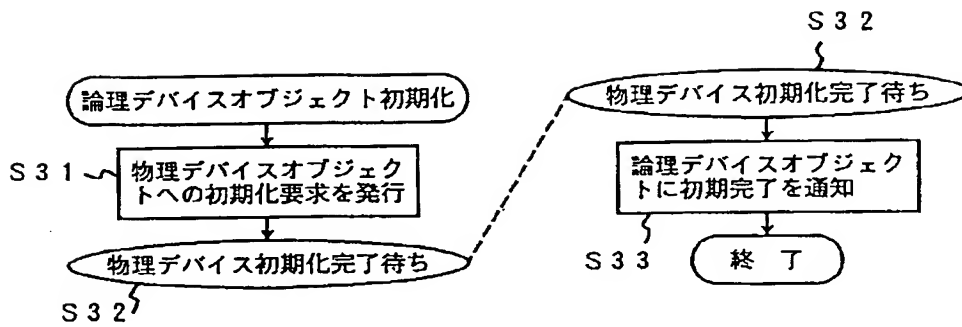 論理デバイスオブジェクト初期化
S31
物理デバイスオブジェク
トへの初期化要求を発行
物理デバイス初期化完了待ち
S32
S32
物理デバイス初期化完了待ち
論理デバイスオブジェク
トに初期完了を通知
S33
終了